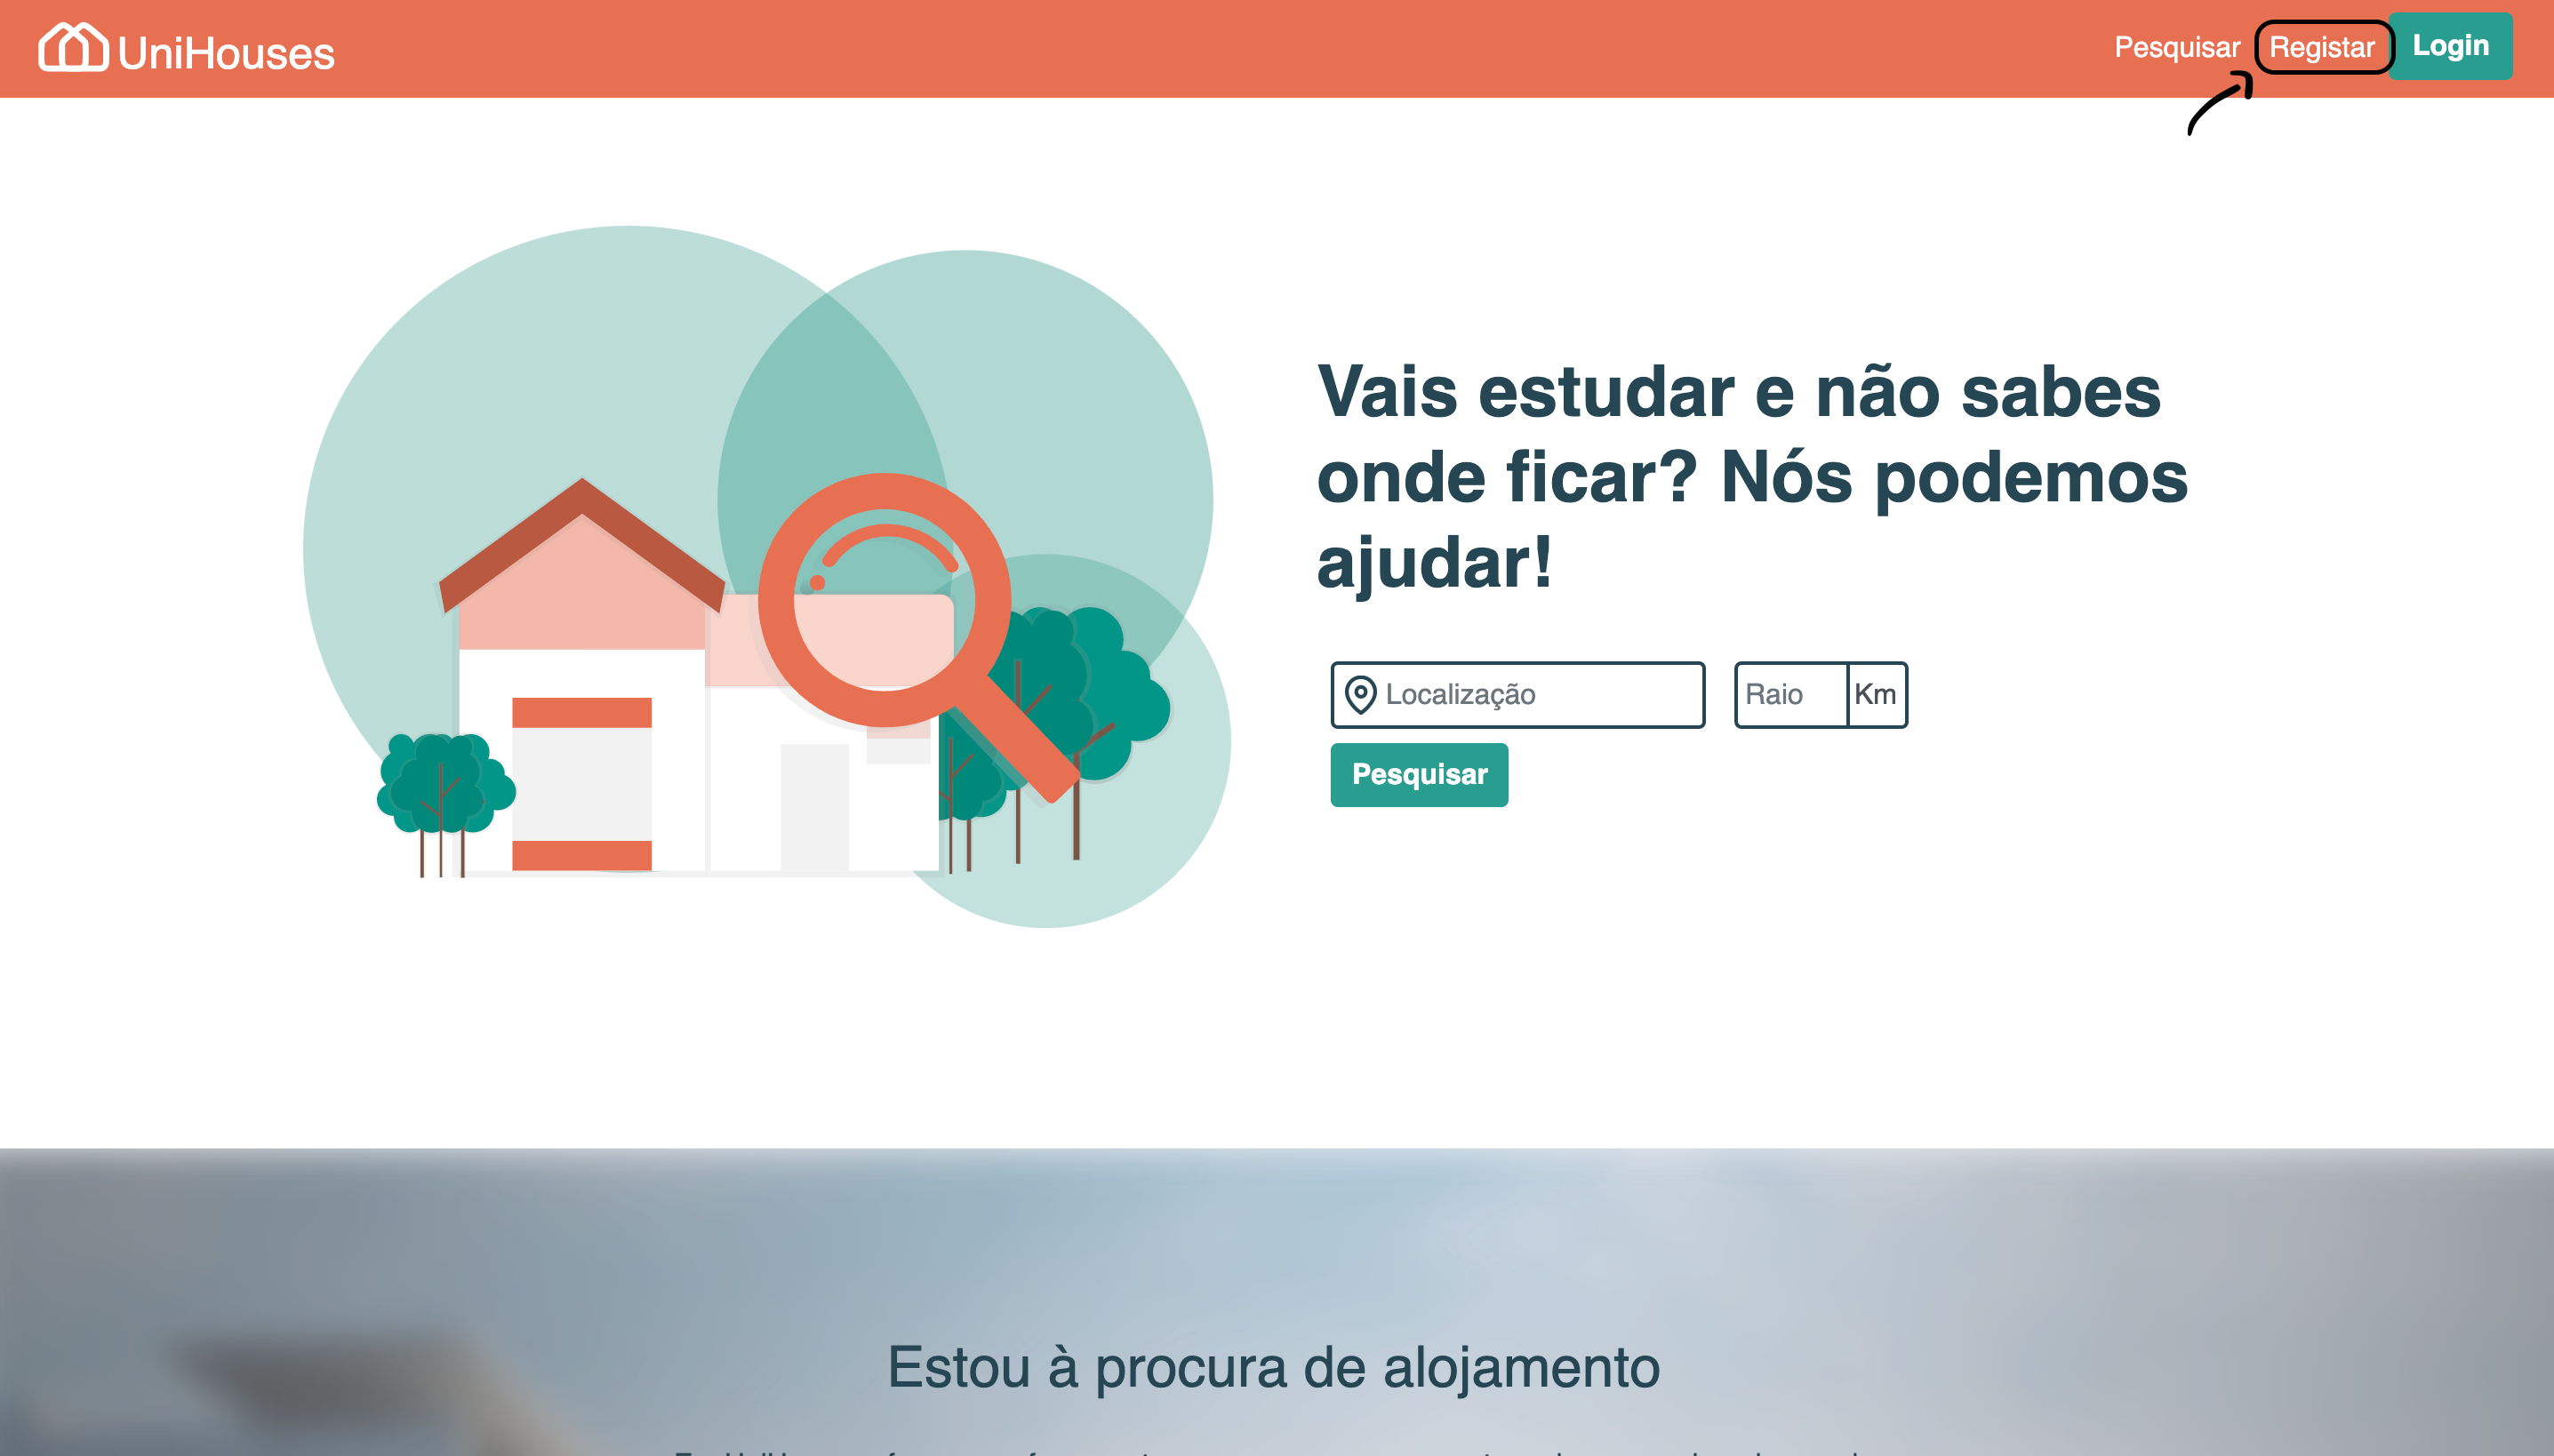 UniHouses
Pesquisar Registar Login
Vais estudar e não sabes
onde ficar? Nós podemos
ajudar!
Localização Raio Km
Pesquisar
Estou à procura de alojamento